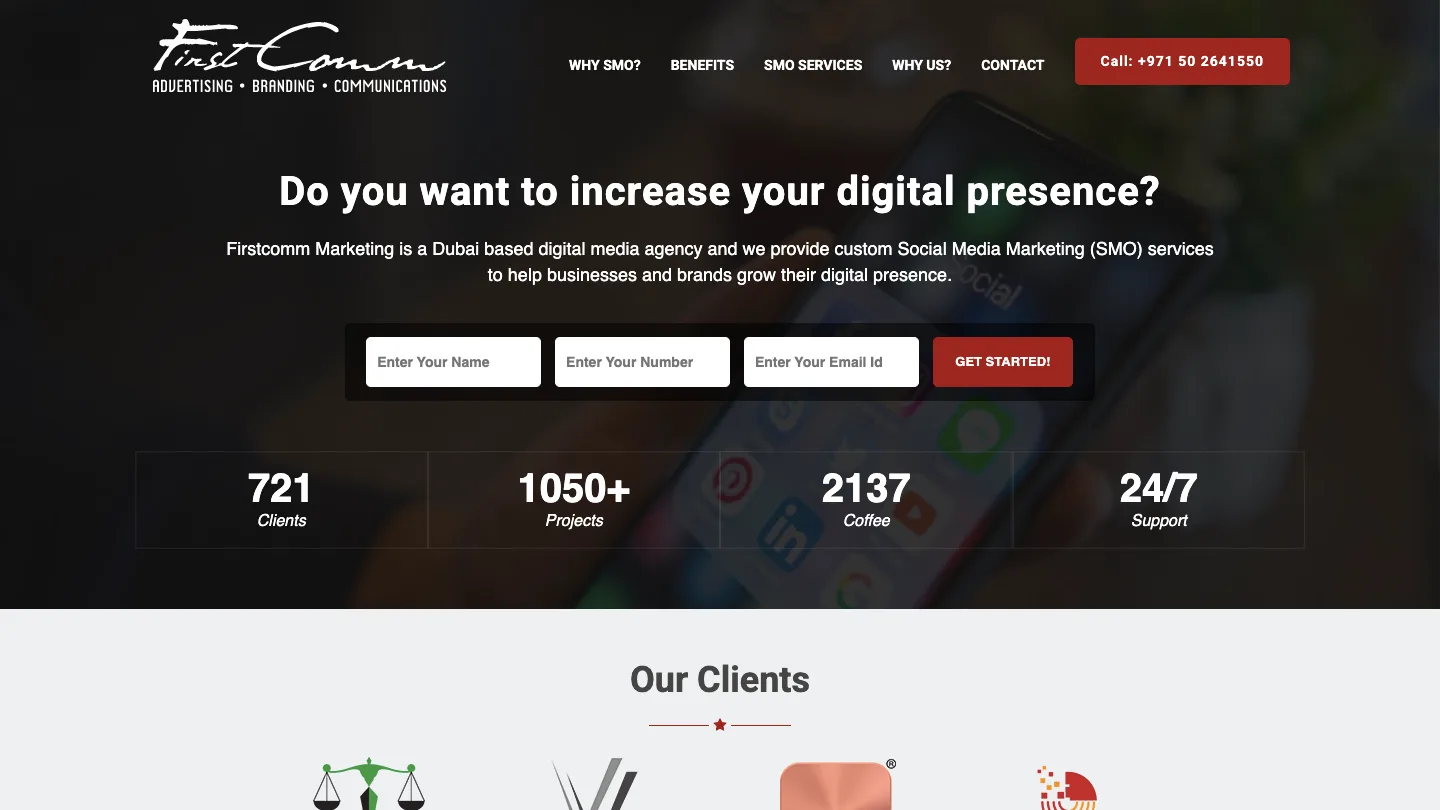 First Comm
ADVERTISING • BRANDING • COMMUNICATIONS
WHY SMO? BENEFITS SMO SERVICES WHY US? CONTACT
Call: +971 50 2641550
Do you want to increase your digital presence?
Firstcomm Marketing is a Dubai based digital media agency and we provide custom Social Media Marketing (SMO) services
to help businesses and brands grow their digital presence.
Social
Enter Your Name Enter Your Number Enter Your Email Id GET STARTED!
721 1050+ 2137 24/7
Clients Projects Coffee Support
Our Clients
®